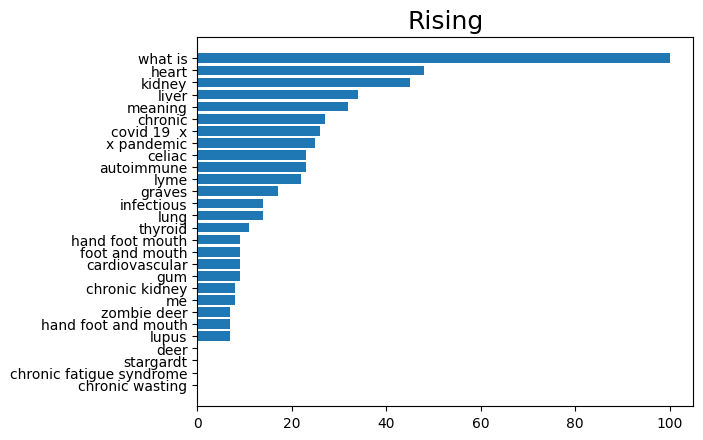 Rising
what is
heart
kidney
liver
meaning
chronic
covid 19  x
x pandemic
celiac
autoimmune
lyme
graves
infectious
lung
thyroid
hand foot mouth
foot and mouth
cardiovascular
gum
chronic kidney
me
zombie deer
hand foot and mouth
lupus
deer
stargardt
chronic fatigue syndrome
chronic wasting
0 20 40 60 80 100